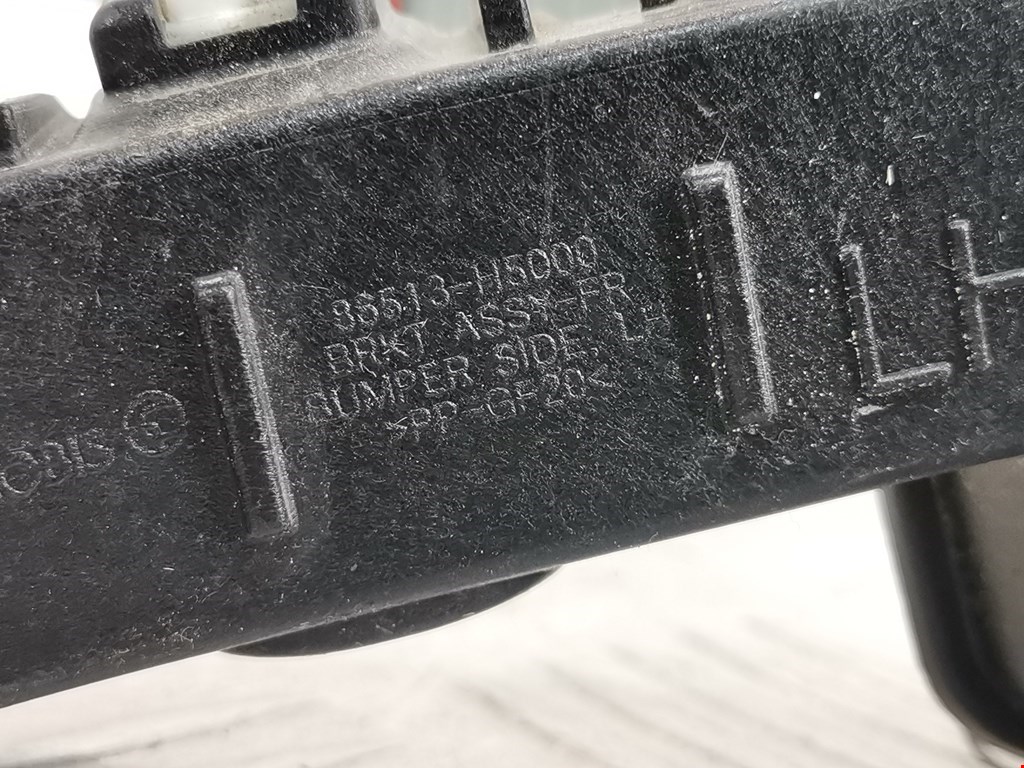 86513-H5000
BRKT ASSY-FR
BUMPER SIDE, LH
>PP-GF20<
LH